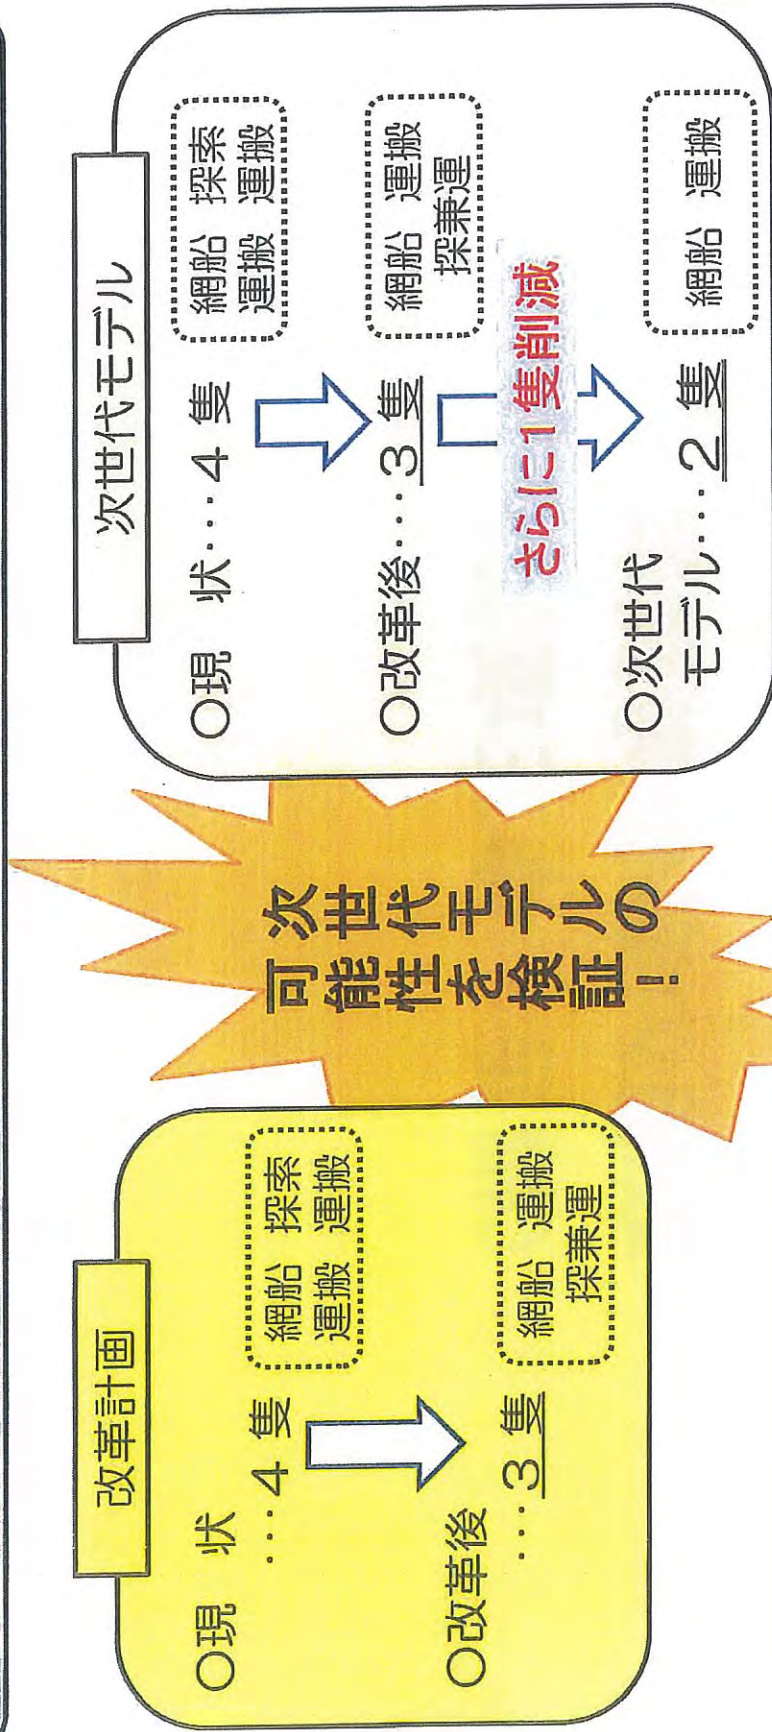 改革計画
○現　状
･･･4 隻
網船 探索
運搬 運搬
○改革後
･･･3 隻
網船 運搬
探兼運
次世代モデルの
可能性を検証！
次世代モデル
○現　状･･･4 隻
網船 探索
運搬 運搬
○改革後･･･3 隻
網船 運搬
探兼運
さらに1隻削減
○次世代
モデル･･･2 隻
網船 運搬